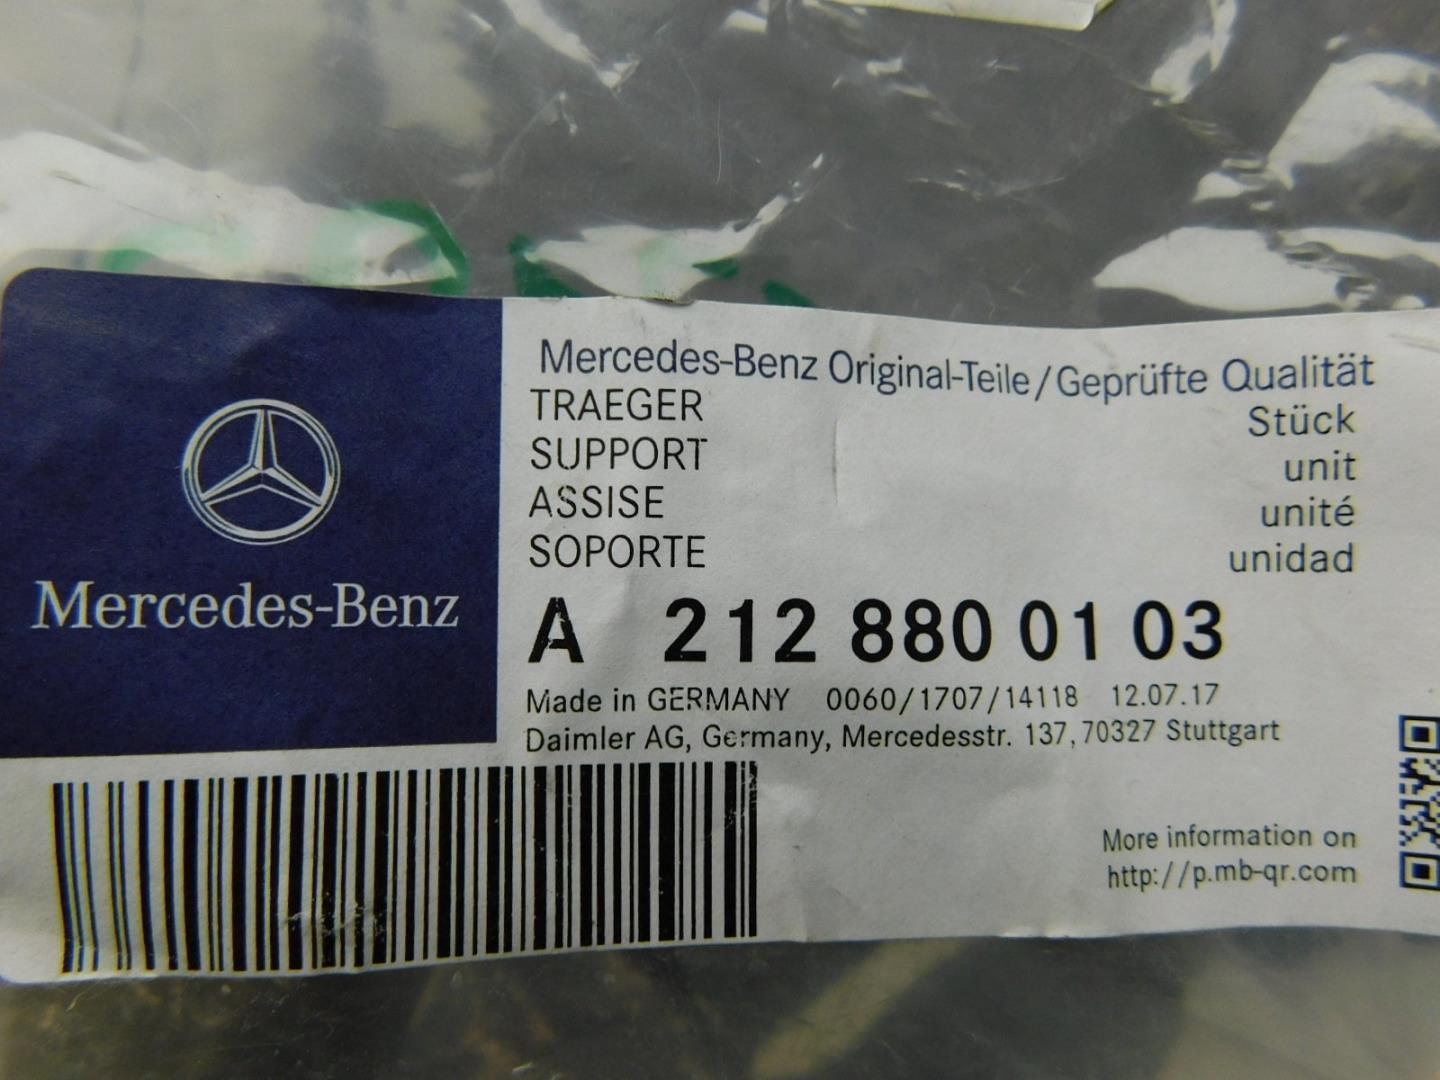 Mercedes-Benz
Mercedes-Benz Original-Teile/Geprüfte Qualität
TRAEGER Stück
SUPPORT unit
ASSISE unité
SOPORTE unidad
A 212 880 01 03
Made in GERMANY 0060/1707/14118 12.07.17
Daimler AG, Germany, Mercedesstr. 137, 70327 Stuttgart
More information on
http://p.mb-qr.com